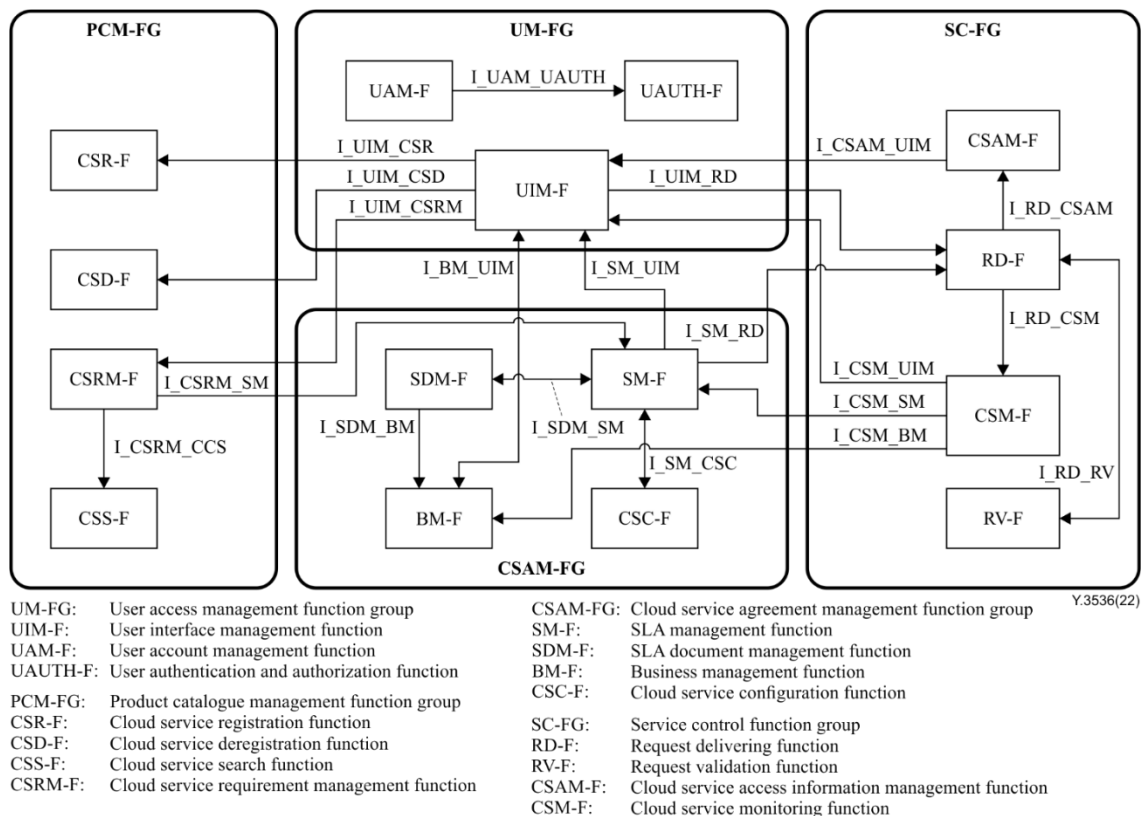 PCM-FG
UM-FG
SC-FG
I_UAM_UAUTH
UAM-F
UAUTH-F
CSR-F
I_UIM_CSR
I_CSAM_UIM
CSAM-F
I_UIM_CSD
UIM-F
I_UIM_RD
I_UIM_CSRM
I_RD_CSAM
CSD-F
I_BM_UIM
I_SM_UIM
RD-F
I_SM_RD
I_RD_CSM
CSRM-F
I_CSRM_SM
SDM-F
SM-F
I_CSM_UIM
I_CSM_SM
CSM-F
I_SDM_BM
I_SDM_SM
I_CSM_BM
I_CSRM_CCS
I_SM_CSC
I_RD_RV
CSS-F
BM-F
CSC-F
RV-F
CSAM-FG
Y.3536(22)
UM-FG: User access management function group
UIM-F: User interface management function
UAM-F: User account management function
UAUTH-F: User authentication and authorization function
PCM-FG: Product catalogue management function group
CSR-F: Cloud service registration function
CSD-F: Cloud service deregistration function
CSS-F: Cloud service search function
CSRM-F: Cloud service requirement management function
CSAM-FG: Cloud service agreement management function group
SM-F: SLA management function
SDM-F: SLA document management function
BM-F: Business management function
CSC-F: Cloud service configuration function
SC-FG: Service control function group
RD-F: Request delivering function
RV-F: Request validation function
CSAM-F: Cloud service access information management function
CSM-F: Cloud service monitoring function